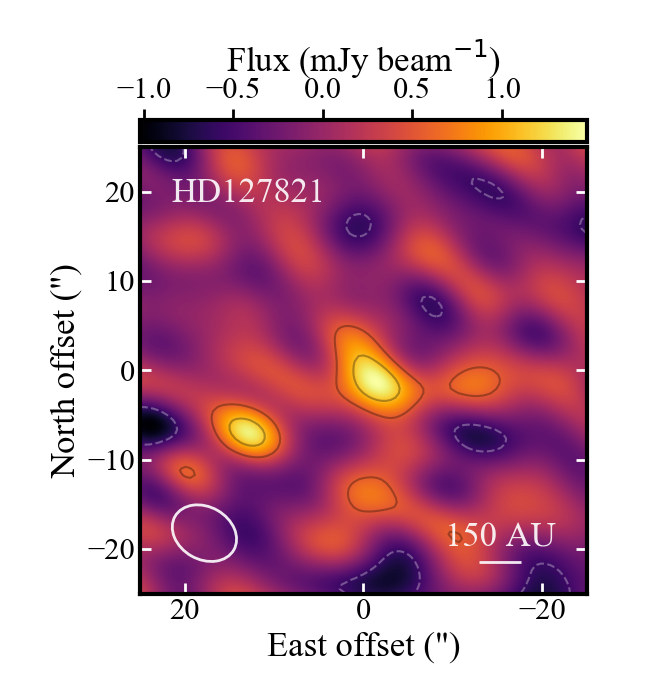 Flux (mJy beam⁻¹)
−1.0 −0.5 0.0 0.5 1.0
HD127821
20
10
0
−10
−20
North offset (")
150 AU
20 0 −20
East offset (")